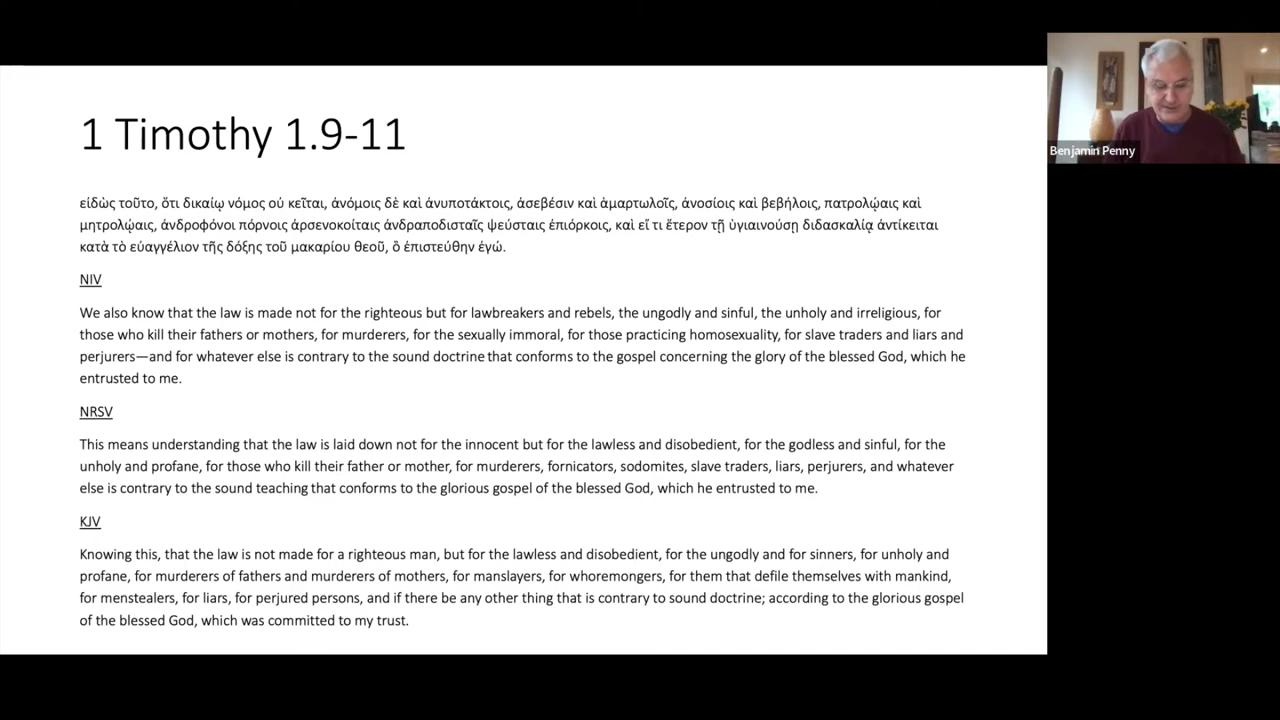 1 Timothy 1.9-11
εἰδὼς τοῦτο, ὅτι δικαίῳ νόμος οὐ κεῖται, ἀνόμοις δὲ καὶ ἀνυποτάκτοις, ἀσεβέσιν καὶ ἁμαρτωλοῖς, ἀνοσίοις καὶ βεβήλοις, πατρολῴαις καὶ
μητρολῴαις, ἀνδροφόνοι πόρνοις ἀρσενοκοίταις ἀνδραποδισταῖς ψεύσταις ἐπιόρκοις, καὶ εἴ τι ἕτερον τῇ ὑγιαινούσῃ διδασκαλίᾳ ἀντίκειται
κατὰ τὸ εὐαγγέλιον τῆς δόξης τοῦ μακαρίου θεοῦ, ὃ ἐπιστεύθην ἐγώ.
NIV
We also know that the law is made not for the righteous but for lawbreakers and rebels, the ungodly and sinful, the unholy and irreligious, for
those who kill their fathers or mothers, for murderers, for the sexually immoral, for those practicing homosexuality, for slave traders and liars and
perjurers—and for whatever else is contrary to the sound doctrine that conforms to the gospel concerning the glory of the blessed God, which he
entrusted to me.
NRSV
This means understanding that the law is laid down not for the innocent but for the lawless and disobedient, for the godless and sinful, for the
unholy and profane, for those who kill their father or mother, for murderers, fornicators, sodomites, slave traders, liars, perjurers, and whatever
else is contrary to the sound teaching that conforms to the glorious gospel of the blessed God, which he entrusted to me.
KJV
Knowing this, that the law is not made for a righteous man, but for the lawless and disobedient, for the ungodly and for sinners, for unholy and
profane, for murderers of fathers and murderers of mothers, for manslayers, for whoremongers, for them that defile themselves with mankind,
for menstealers, for liars, for perjured persons, and if there be any other thing that is contrary to sound doctrine; according to the glorious gospel
of the blessed God, which was committed to my trust.
Benjamin Penny